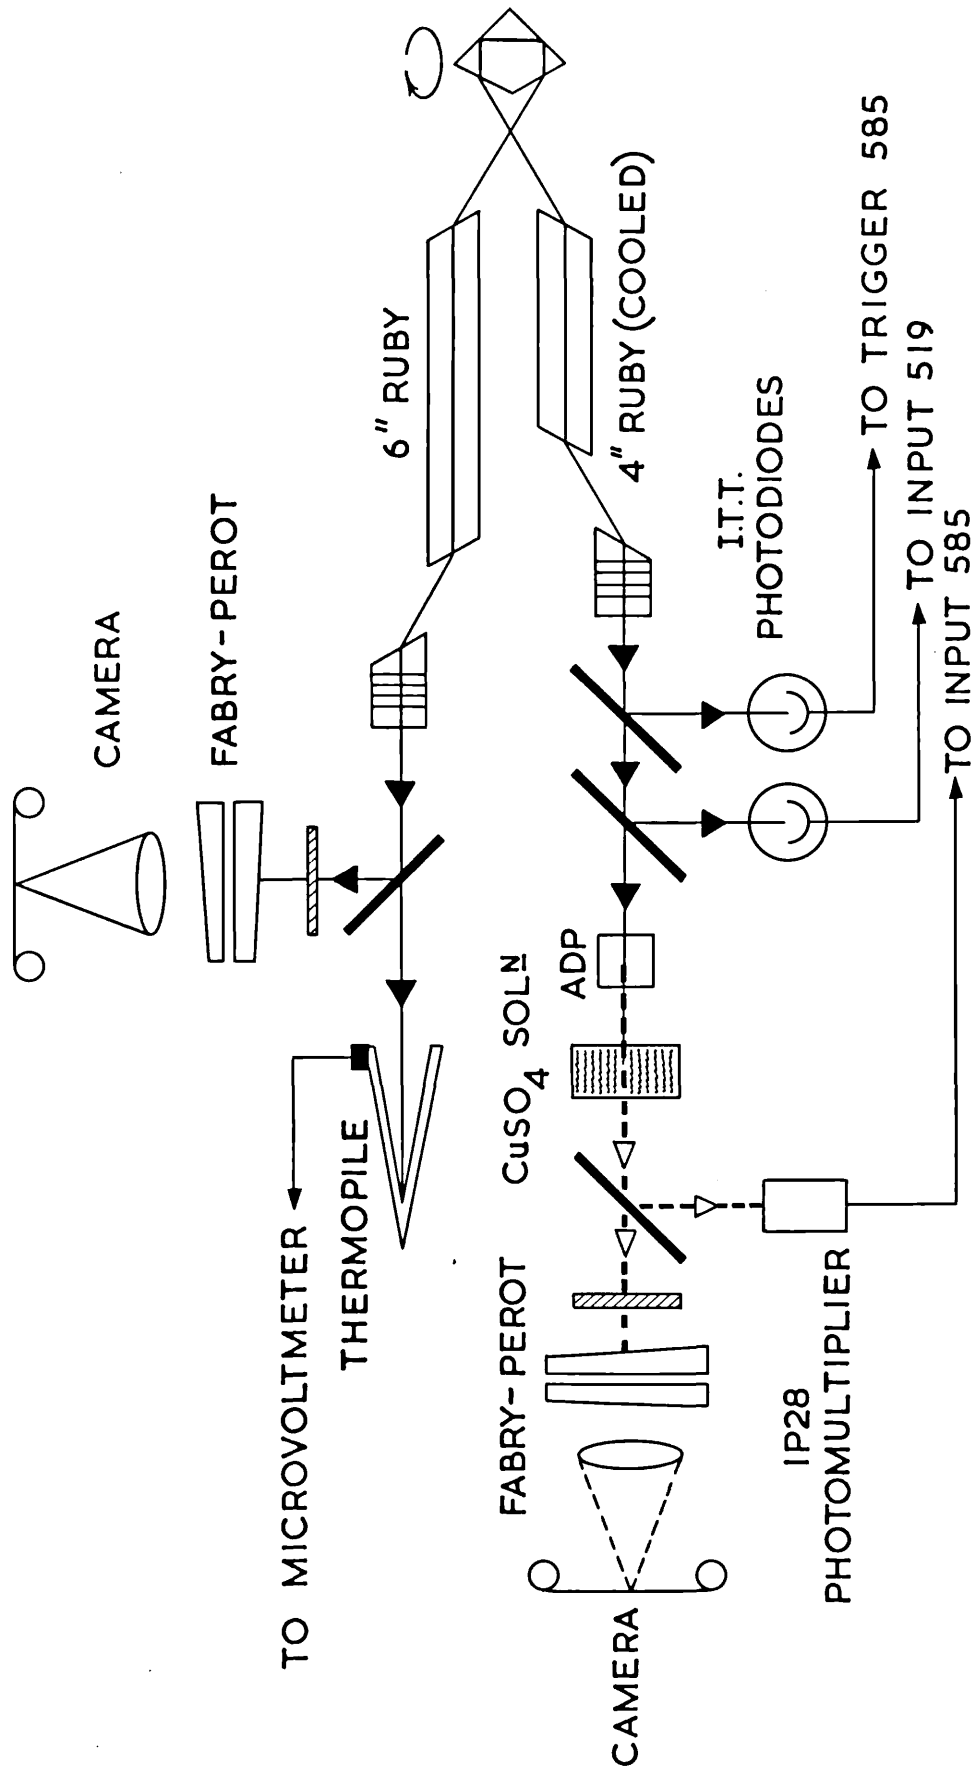 CAMERA
FABRY-PEROT
6" RUBY
TO MICROVOLTMETER
THERMOPILE
4" RUBY (COOLED)
CuSO4 SOLN
ADP
FABRY-PEROT
CAMERA
I.T.T.
PHOTODIODES
IP28
PHOTOMULTIPLIER
TO TRIGGER 585
TO INPUT 519
TO INPUT 585